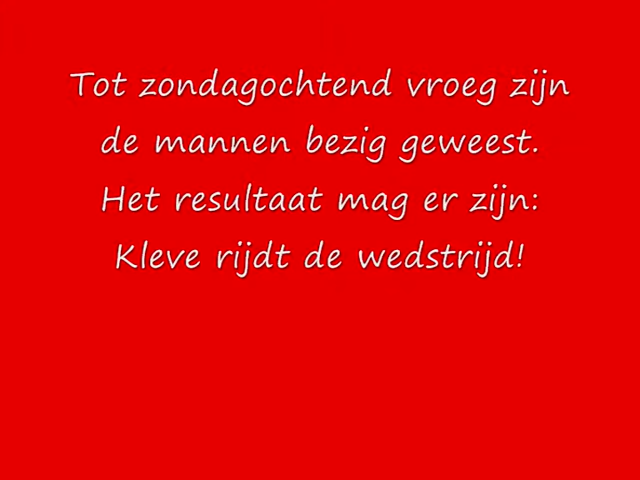 Tot zondagochtend vroeg zijn
de mannen bezig geweest.
Het resultaat mag er zijn:
Kleve rijdt de wedstrijd!